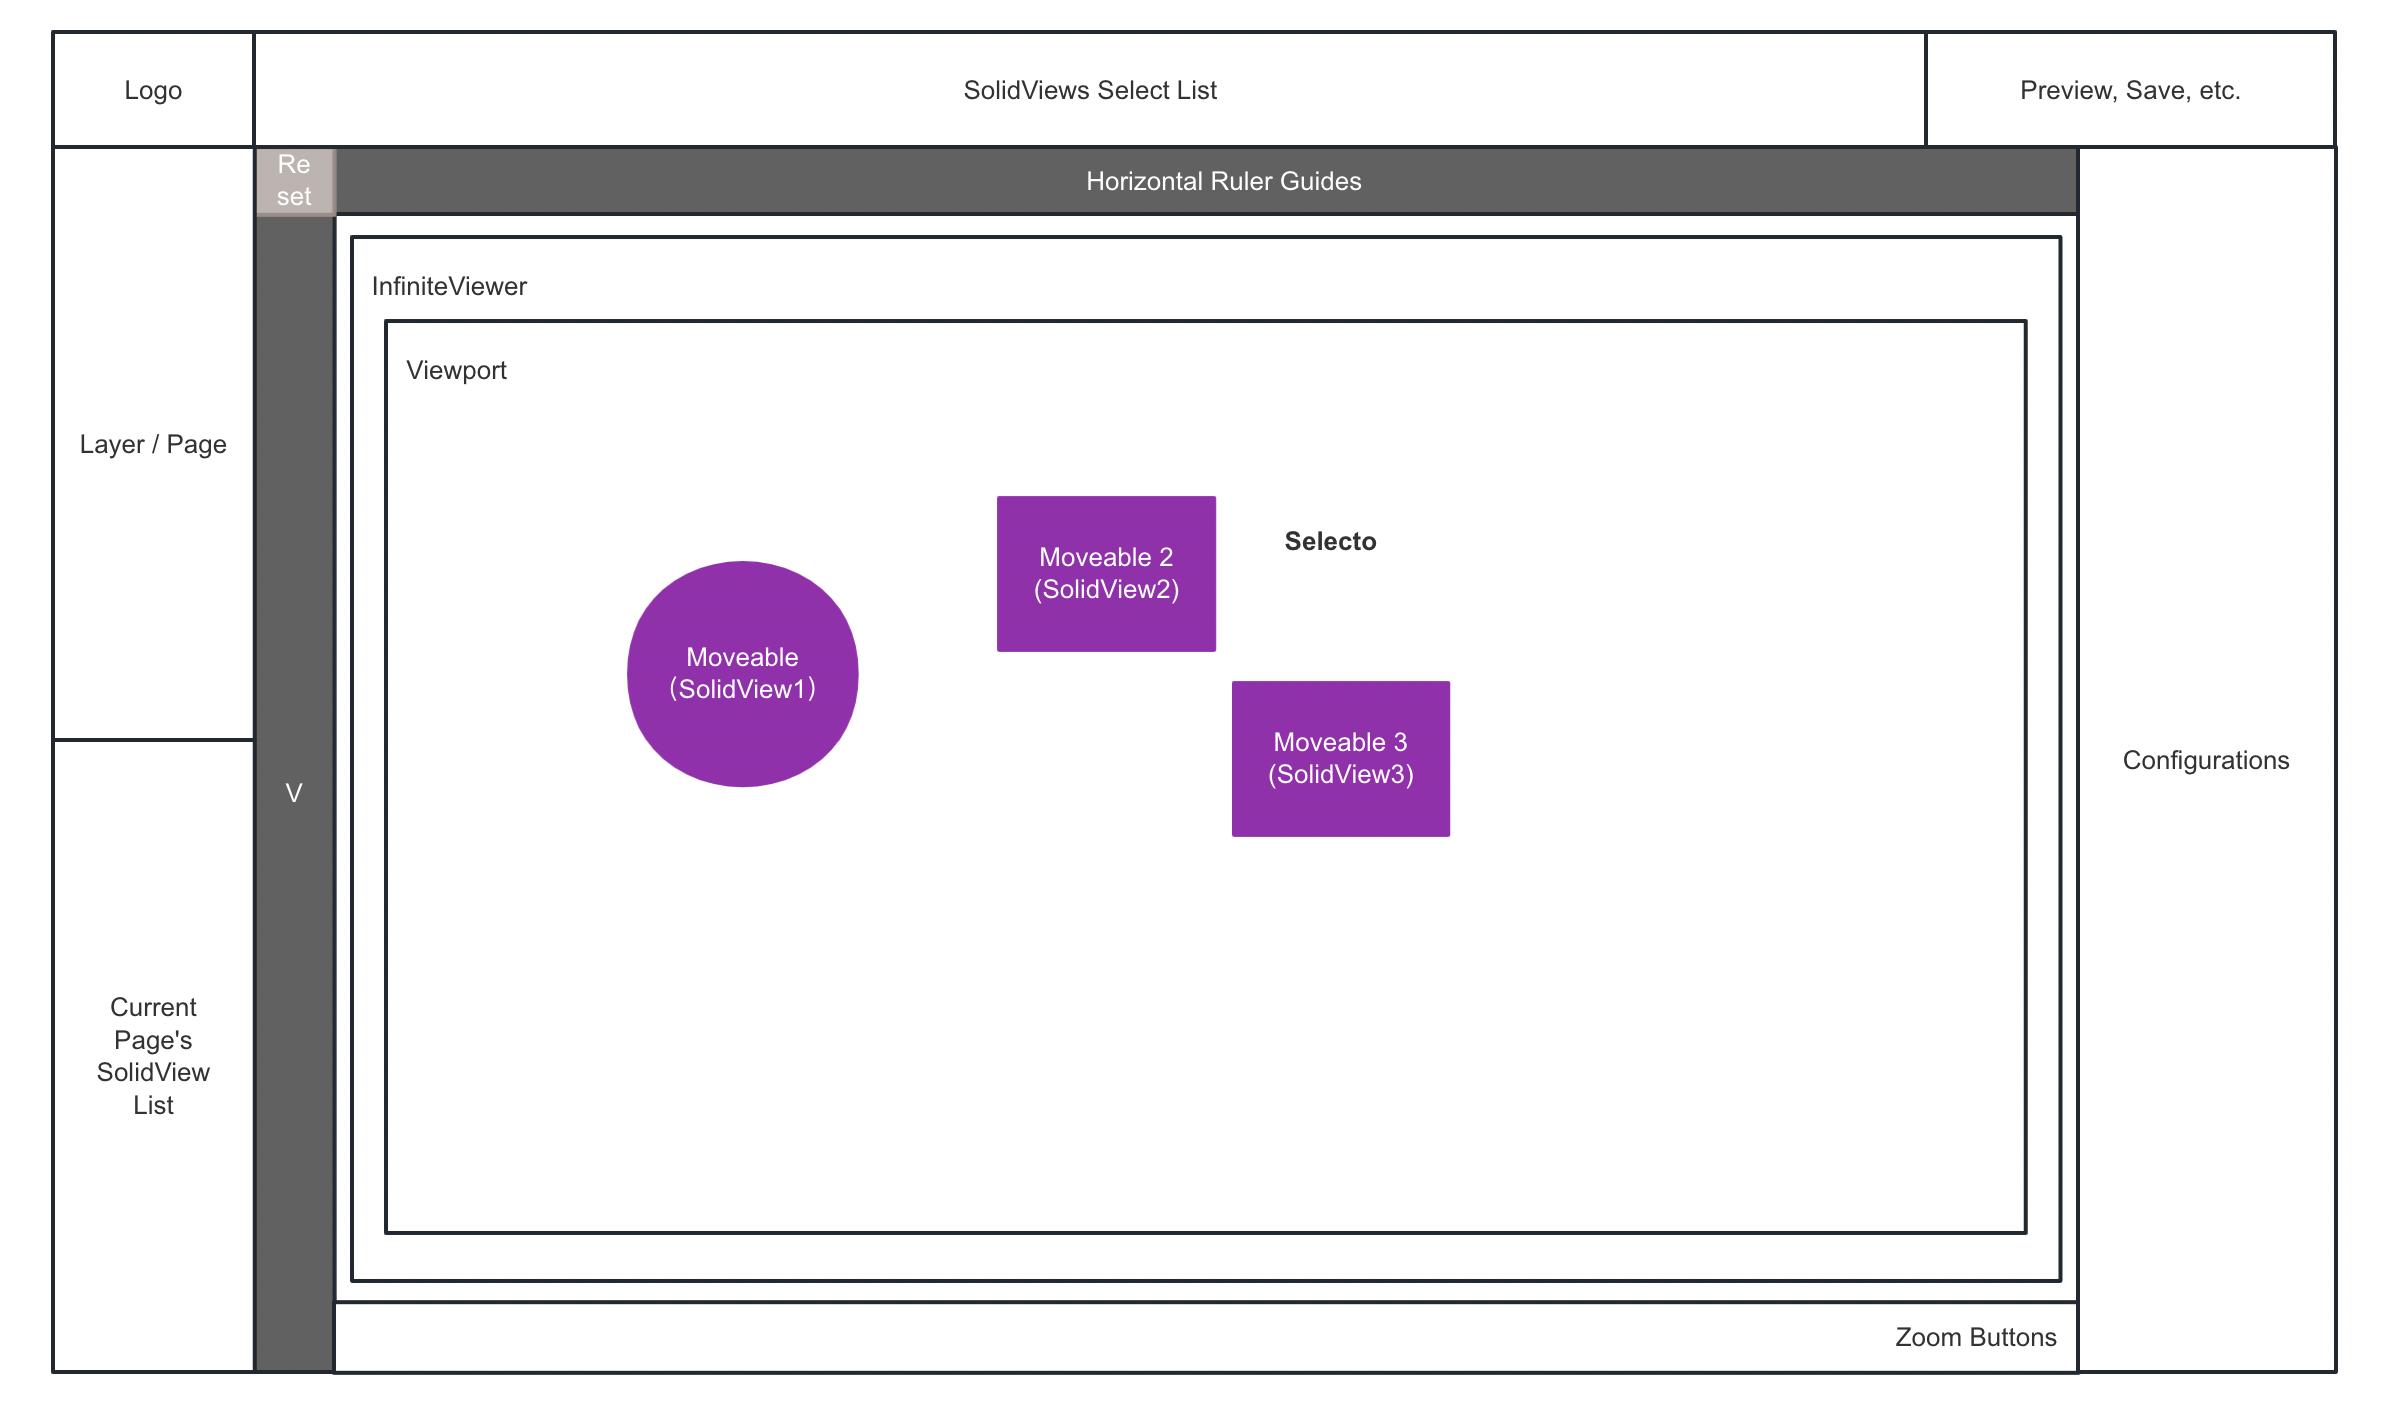 Logo
SolidViews Select List
Preview, Save, etc.
Re
set
Horizontal Ruler Guides
Layer / Page
Current
Page's
SolidView
List
V
InfiniteViewer
Viewport
Moveable
(SolidView1)
Moveable 2
(SolidView2)
Selecto
Moveable 3
(SolidView3)
Configurations
Zoom Buttons